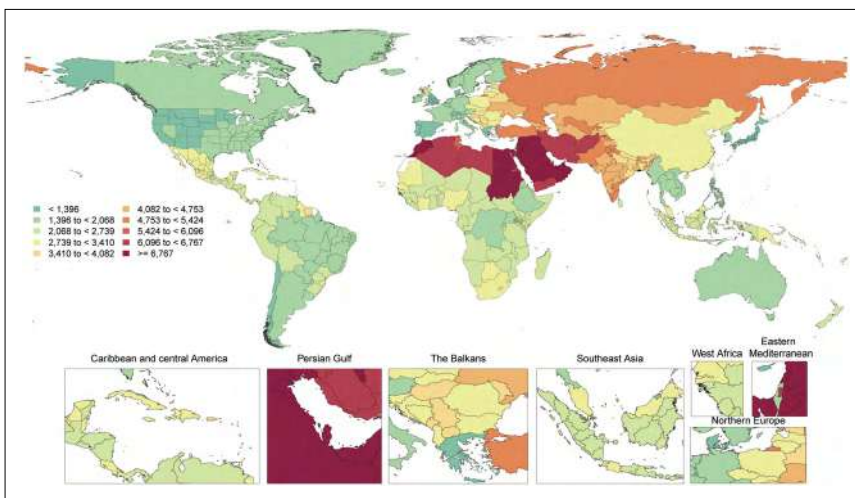 < 1,396
1,396 to < 2,068
2,068 to < 2,739
2,739 to < 3,410
3,410 to < 4,082
4,082 to < 4,753
4,753 to < 5,424
5,424 to < 6,096
6,096 to < 6,767
>= 6,767
Caribbean and central America
Persian Gulf
The Balkans
Southeast Asia
West Africa
Eastern
Mediterranean
Northern Europe